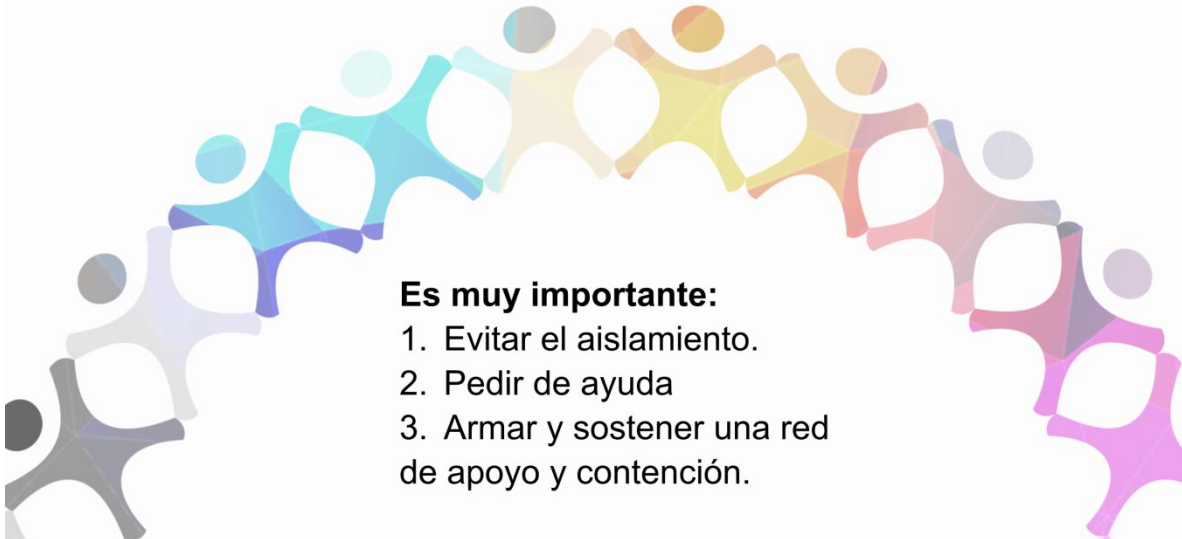 Es muy importante:
1. Evitar el aislamiento.
2. Pedir de ayuda
3. Armar y sostener una red
de apoyo y contención.